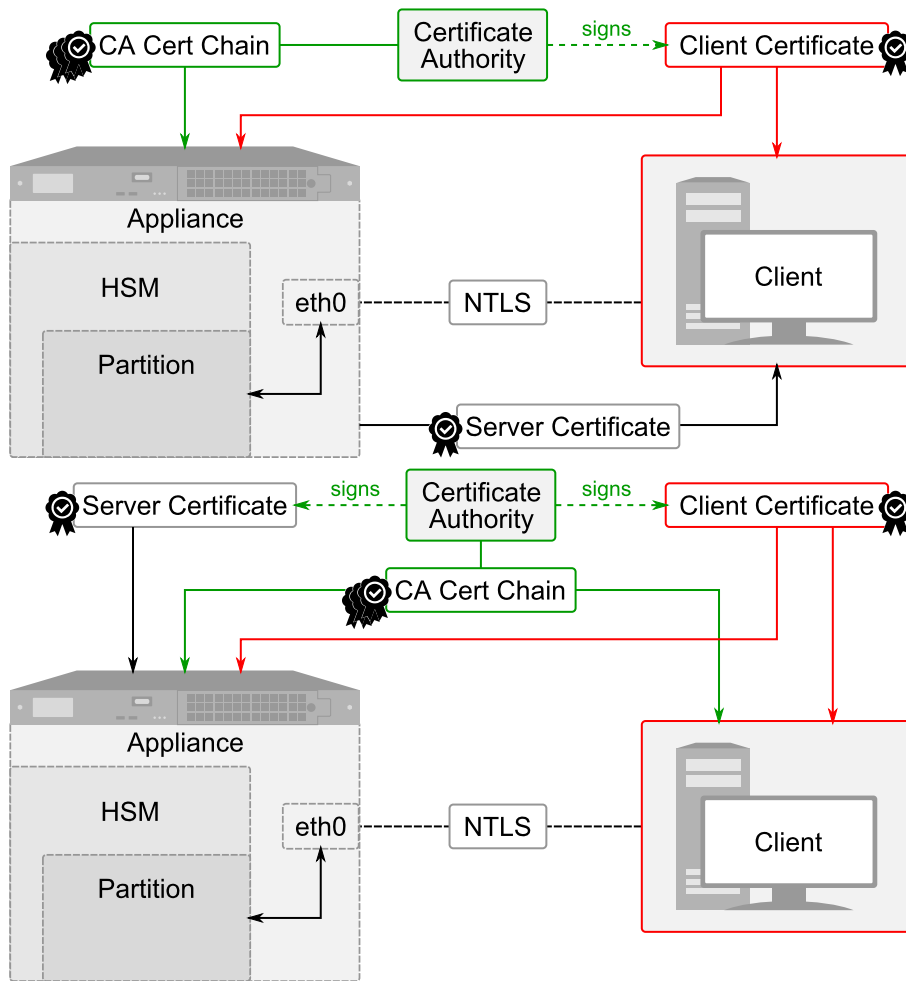 CA Cert Chain
Certificate
Authority
signs
Client Certificate
Appliance
HSM
Partition
eth0
NTLS
Client
Server Certificate
Server Certificate
signs
Certificate
Authority
signs
Client Certificate
CA Cert Chain
Appliance
HSM
Partition
eth0
NTLS
Client